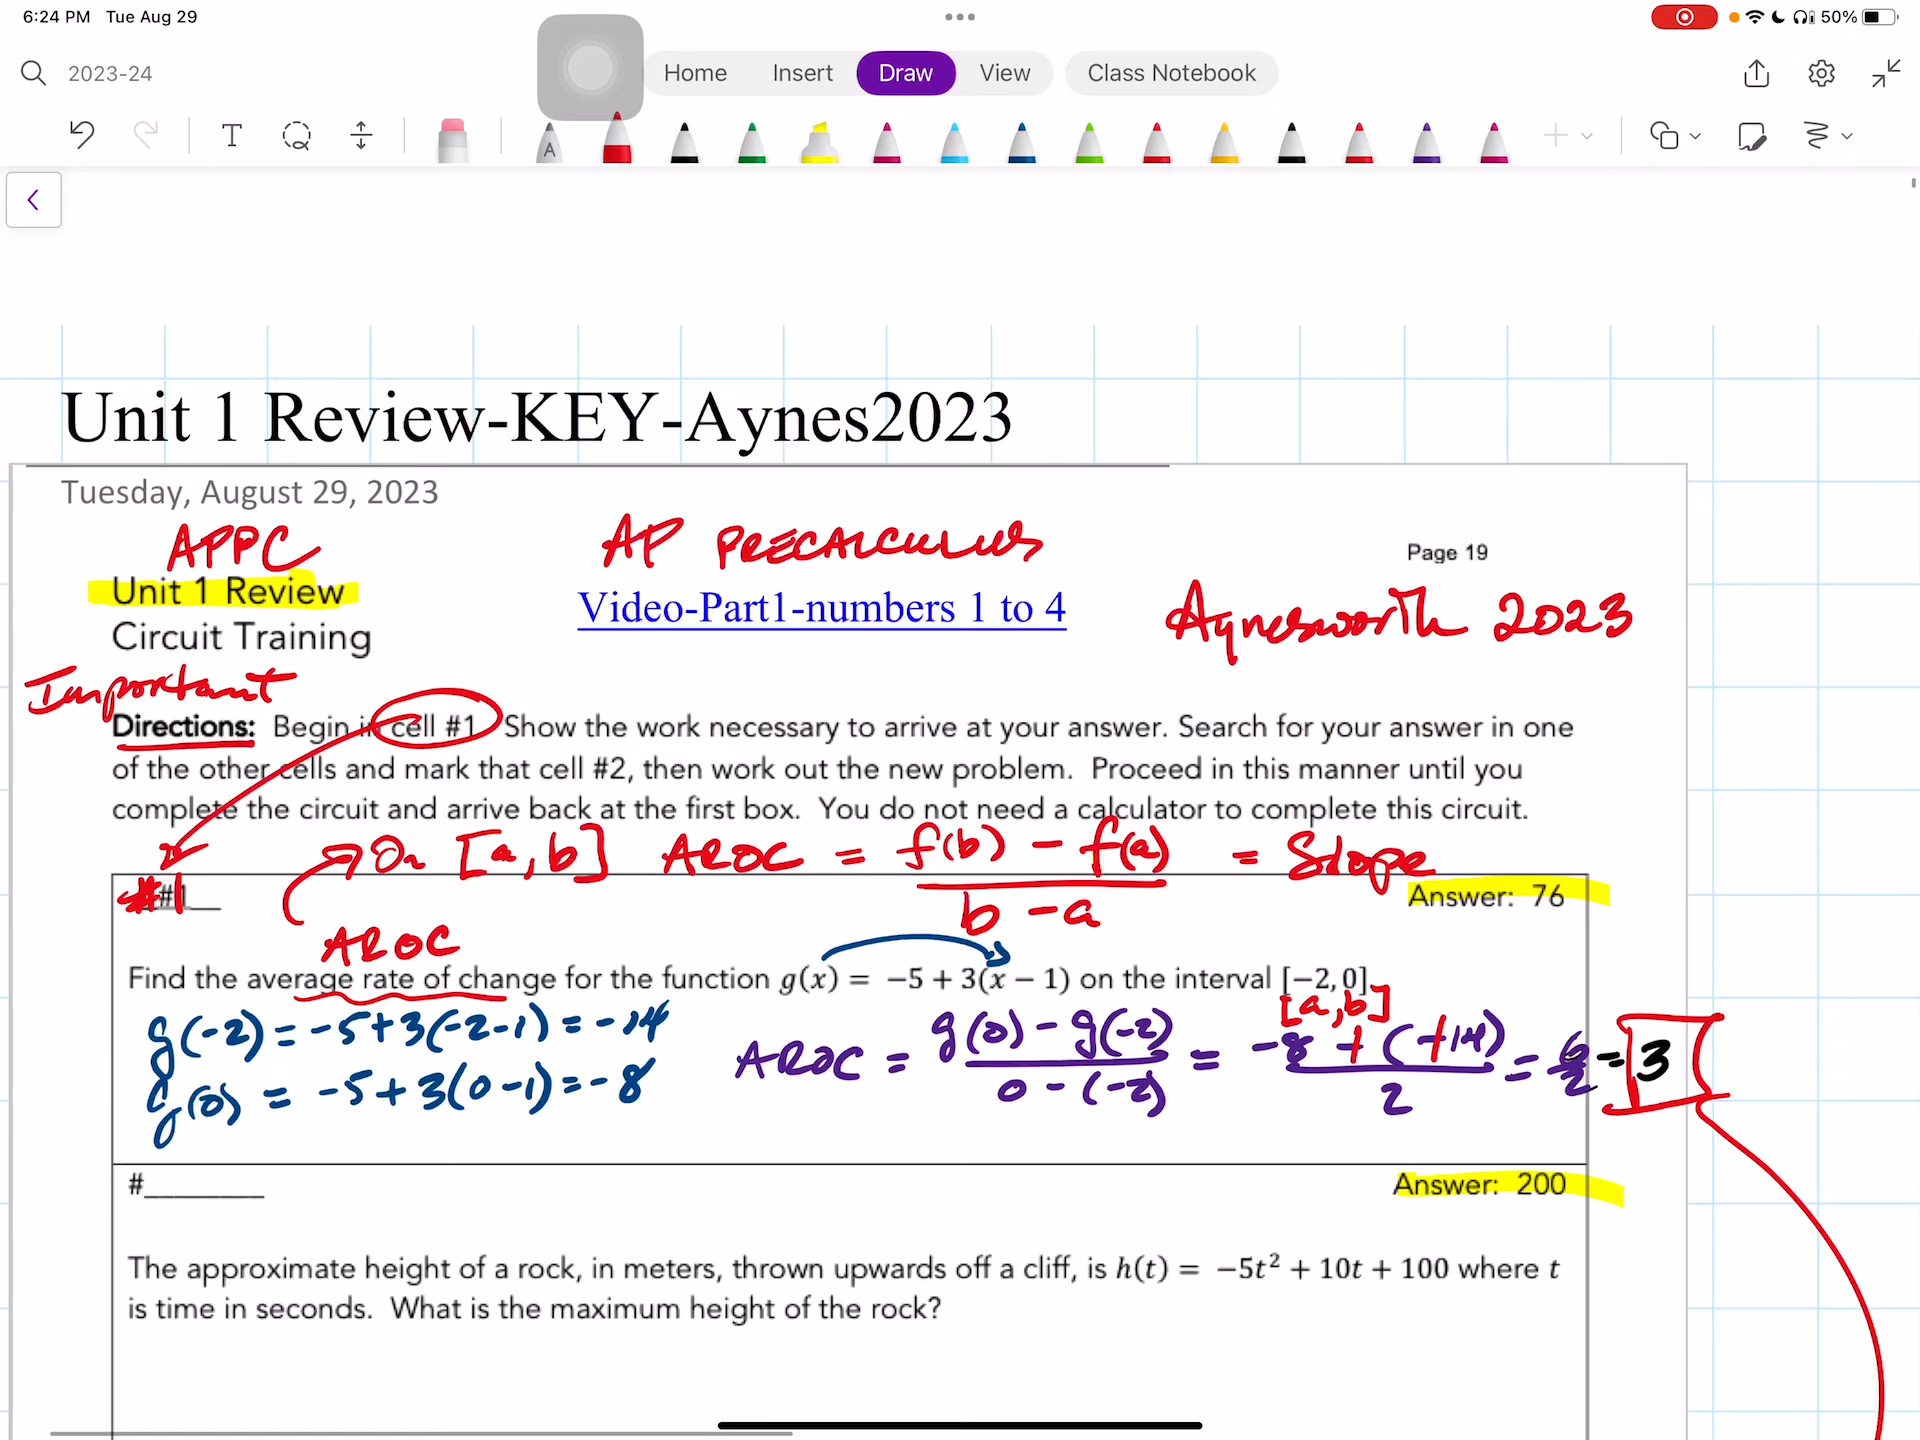 6:24 PM Tue Aug 29
50%
2023-24
Home Insert Draw View Class Notebook
T
A
Unit 1 Review-KEY-Aynes2023
Tuesday, August 29, 2023
APPC
AP PRECALCULUS
Page 19
Unit 1 Review
Video-Part1-numbers 1 to 4
Aynesworth 2023
Circuit Training
Important
Directions: Begin in cell #1. Show the work necessary to arrive at your answer. Search for your answer in one
of the other cells and mark that cell #2, then work out the new problem. Proceed in this manner until you
complete the circuit and arrive back at the first box. You do not need a calculator to complete this circuit.
On [a, b] AROC = f(b) - f(a) / b - a = Slope
#1
Answer: 76
AROC
Find the average rate of change for the function g(x) = −5 + 3(x − 1) on the interval [−2, 0].
[a, b]
g(-2) = -5+3(-2-1) = -14
g(0) = -5+3(0-1) = -8
AROC = g(0) - g(-2) / 0 - (-2) = -8 + (+14) / 2 = 6/2 = 3
#________
Answer: 200
The approximate height of a rock, in meters, thrown upwards off a cliff, is h(t) = −5t² + 10t + 100 where t
is time in seconds. What is the maximum height of the rock?